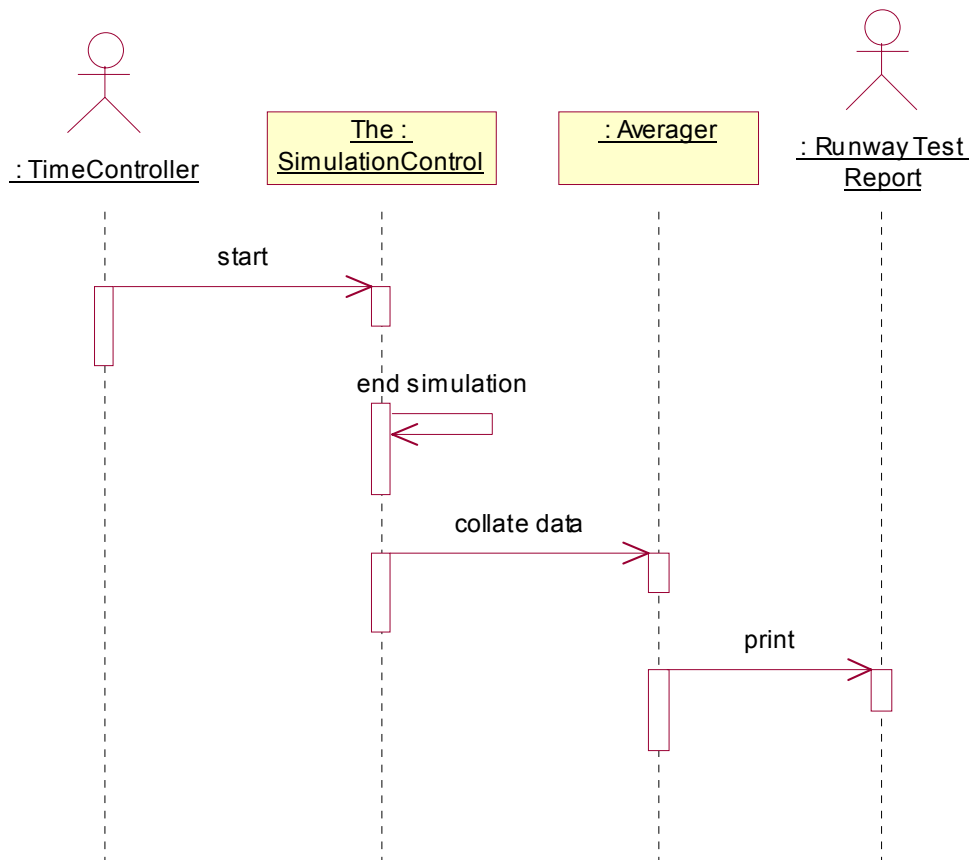 : TimeController
The :
SimulationControl
: Averager
: Runway Test
Report
start
end simulation
collate data
print